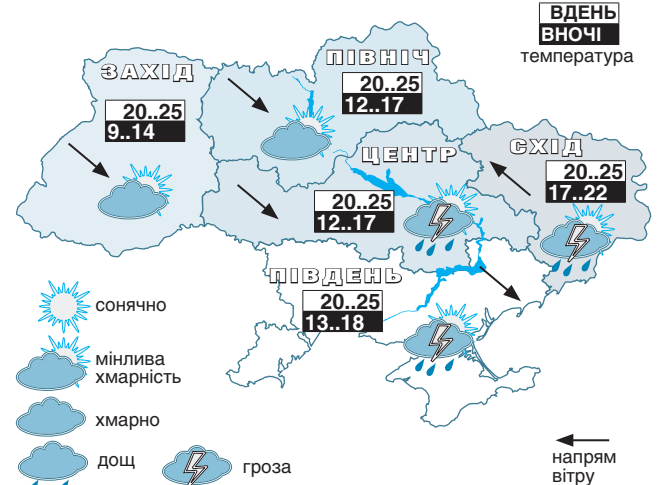 ВДЕНЬ
ВНОЧІ
температура
ЗАХІД
20..25
9..14
ПІВНІЧ
20..25
12..17
ЦЕНТР
20..25
12..17
СХІД
20..25
17..22
ПІВДЕНЬ
20..25
13..18
сонячно
мінлива
хмарність
хмарно
дощ
гроза
напрям
вітру